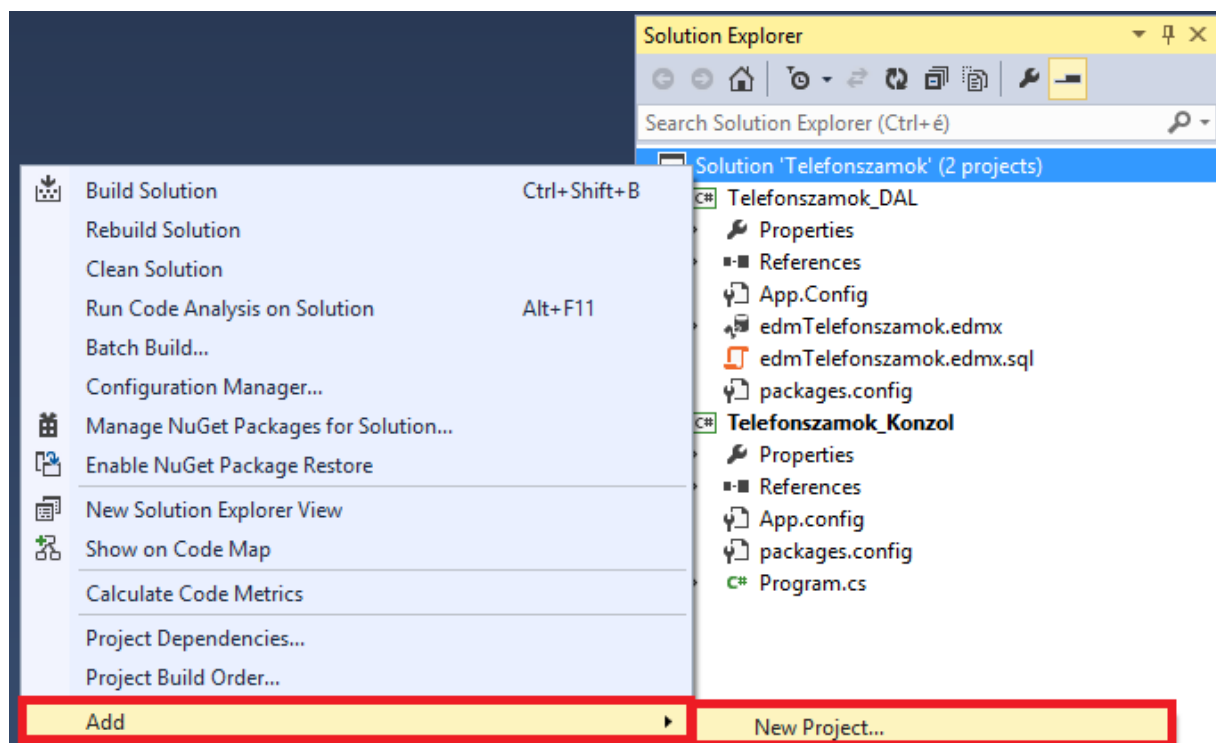 Solution Explorer
Search Solution Explorer (Ctrl+é)
Solution 'Telefonszamok' (2 projects)
C# Telefonszamok_DAL
Properties
References
App.Config
edmTelefonszamok.edmx
edmTelefonszamok.edmx.sql
packages.config
C# Telefonszamok_Konzol
Properties
References
App.config
packages.config
C# Program.cs
Build Solution Ctrl+Shift+B
Rebuild Solution
Clean Solution
Run Code Analysis on Solution Alt+F11
Batch Build...
Configuration Manager...
Manage NuGet Packages for Solution...
Enable NuGet Package Restore
New Solution Explorer View
Show on Code Map
Calculate Code Metrics
Project Dependencies...
Project Build Order...
Add
New Project...